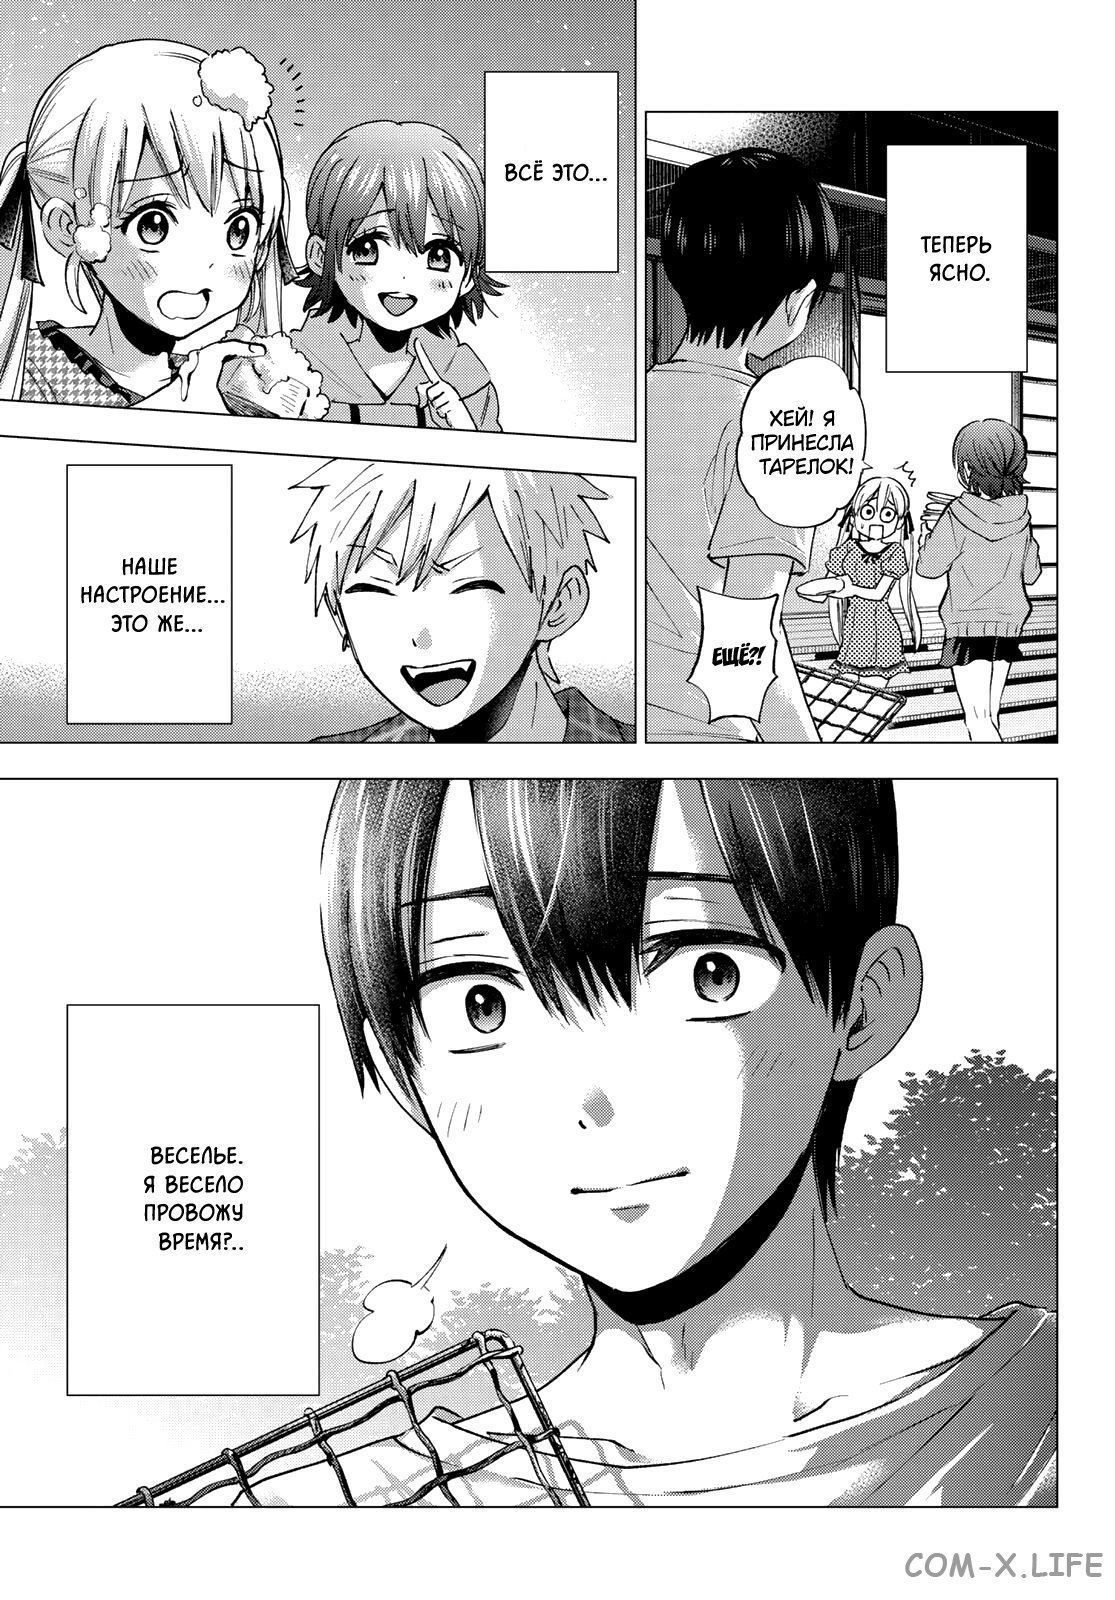 ТЕПЕРЬ
ЯСНО.
ХЕЙ! Я
ПРИНЕСЛА
ТАРЕЛОК!
ЕЩЁ?!
ВСЁ ЭТО...
НАШЕ
НАСТРОЕНИЕ...
ЭТО ЖЕ...
ВЕСЕЛЬЕ.
Я ВЕСЕЛО
ПРОВОЖУ
ВРЕМЯ?..
COM-X.LIFE